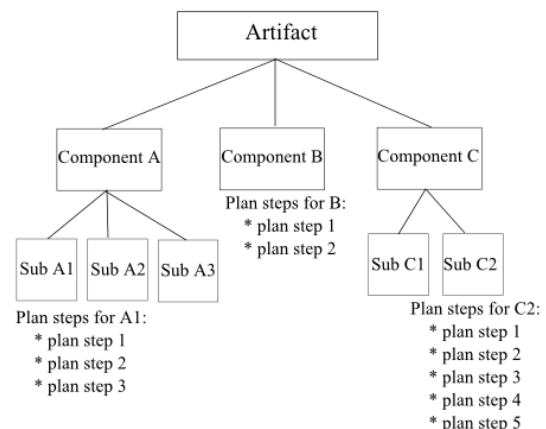 Artifact
Component A
Component B
Component C
Plan steps for B:
* plan step 1
* plan step 2
Sub A1
Sub A2
Sub A3
Sub C1
Sub C2
Plan steps for A1:
* plan step 1
* plan step 2
* plan step 3
Plan steps for C2:
* plan step 1
* plan step 2
* plan step 3
* plan step 4
* plan step 5